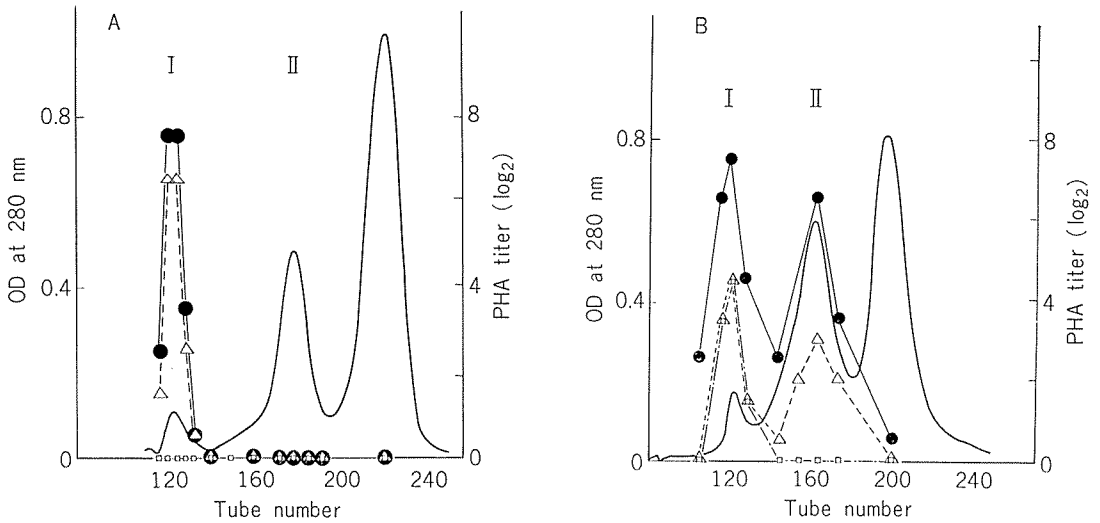 A
I
II
0.8
0.4
0
8
4
0
120
160
200
240
OD at 280 nm
PHA titer (log2)
Tube number
B
I
II
0.8
0.4
0
8
4
0
120
160
200
240
OD at 280 nm
PHA titer (log2)
Tube number